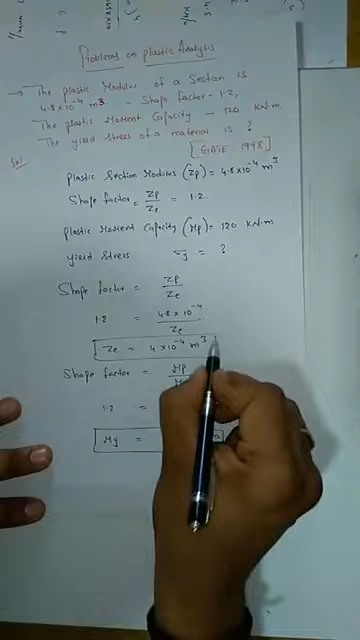 Problems on plastic Analysis
→ The plastic Modulus of a Section is
4.8 x 10⁻⁴ m³. - Shape factor - 1.2,
The plastic Moment Capacity - 120 kN.m
The yield stress of a material is ?
[GATE 1998]
Sol
plastic Section Modulus (Zp) = 4.8x10⁻⁴ m³
Shape factor = Zp/Ze = 1.2
plastic Moment Capacity (Mp) = 120 kN.m
yield stress σy = ?
Shape factor = Zp/Ze
1.2 = 4.8 x 10⁻⁴/Ze
Ze = 4 x 10⁻⁴ m³
Shape factor = Mp
1.2 =
My =